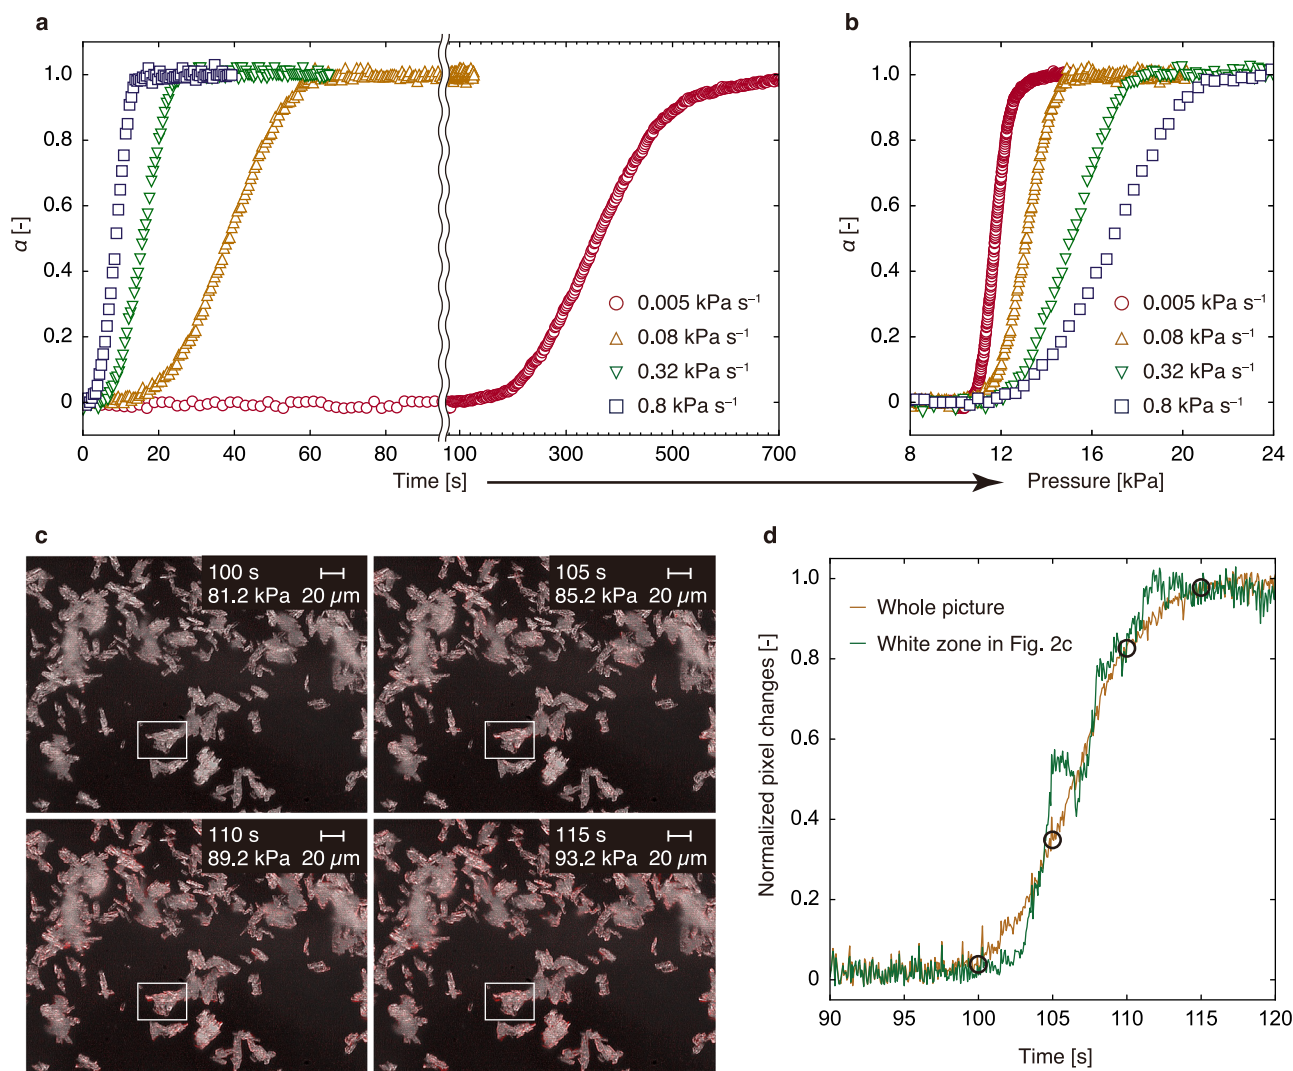 a
1.0
0.8
0.6
0.4
0.2
0
α [-]
0.005 kPa s⁻¹
0.08 kPa s⁻¹
0.32 kPa s⁻¹
0.8 kPa s⁻¹
0 20 40 60 80 100 200 300 400 500 600 700
Time [s]
b
1.0
0.8
0.6
0.4
0.2
0
α [-]
0.005 kPa s⁻¹
0.08 kPa s⁻¹
0.32 kPa s⁻¹
0.8 kPa s⁻¹
8 12 16 20 24
Pressure [kPa]
c
100 s
81.2 kPa 20 µm
105 s
85.2 kPa 20 µm
110 s
89.2 kPa 20 µm
115 s
93.2 kPa 20 µm
d
1.0
0.8
0.6
0.4
0.2
0
Normalized pixel changes [-]
Whole picture
White zone in Fig. 2c
90 95 100 105 110 115 120
Time [s]